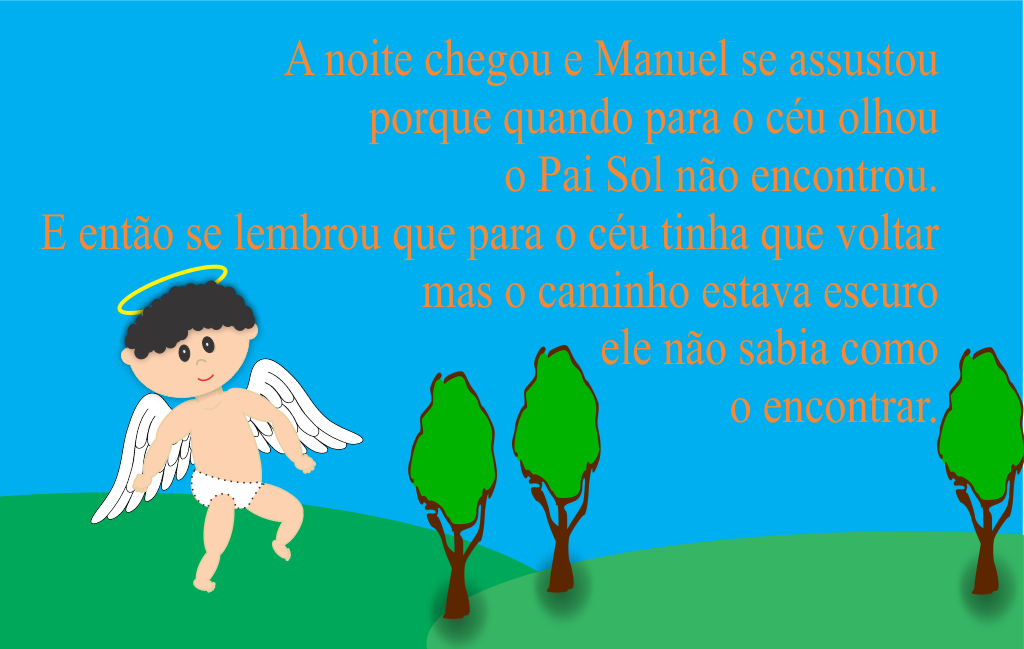 A noite chegou e Manuel se assustou
porque quando para o céu olhou
o Pai Sol não encontrou.
E então se lembrou que para o céu tinha que voltar
mas o caminho estava escuro
ele não sabia como
o encontrar.